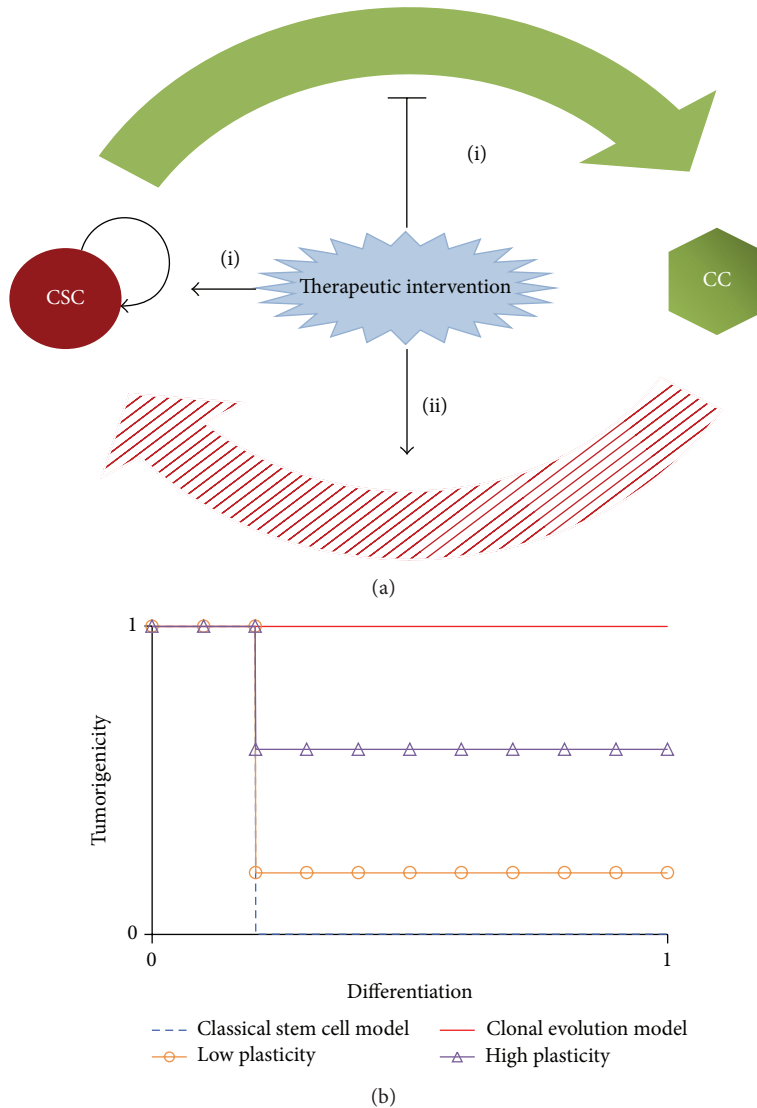 (i)
(i)
CSC
Therapeutic intervention
CC
(ii)
(a)
1
Tumorigenicity
0
0
1
Differentiation
Classical stem cell model
Clonal evolution model
Low plasticity
High plasticity
(b)